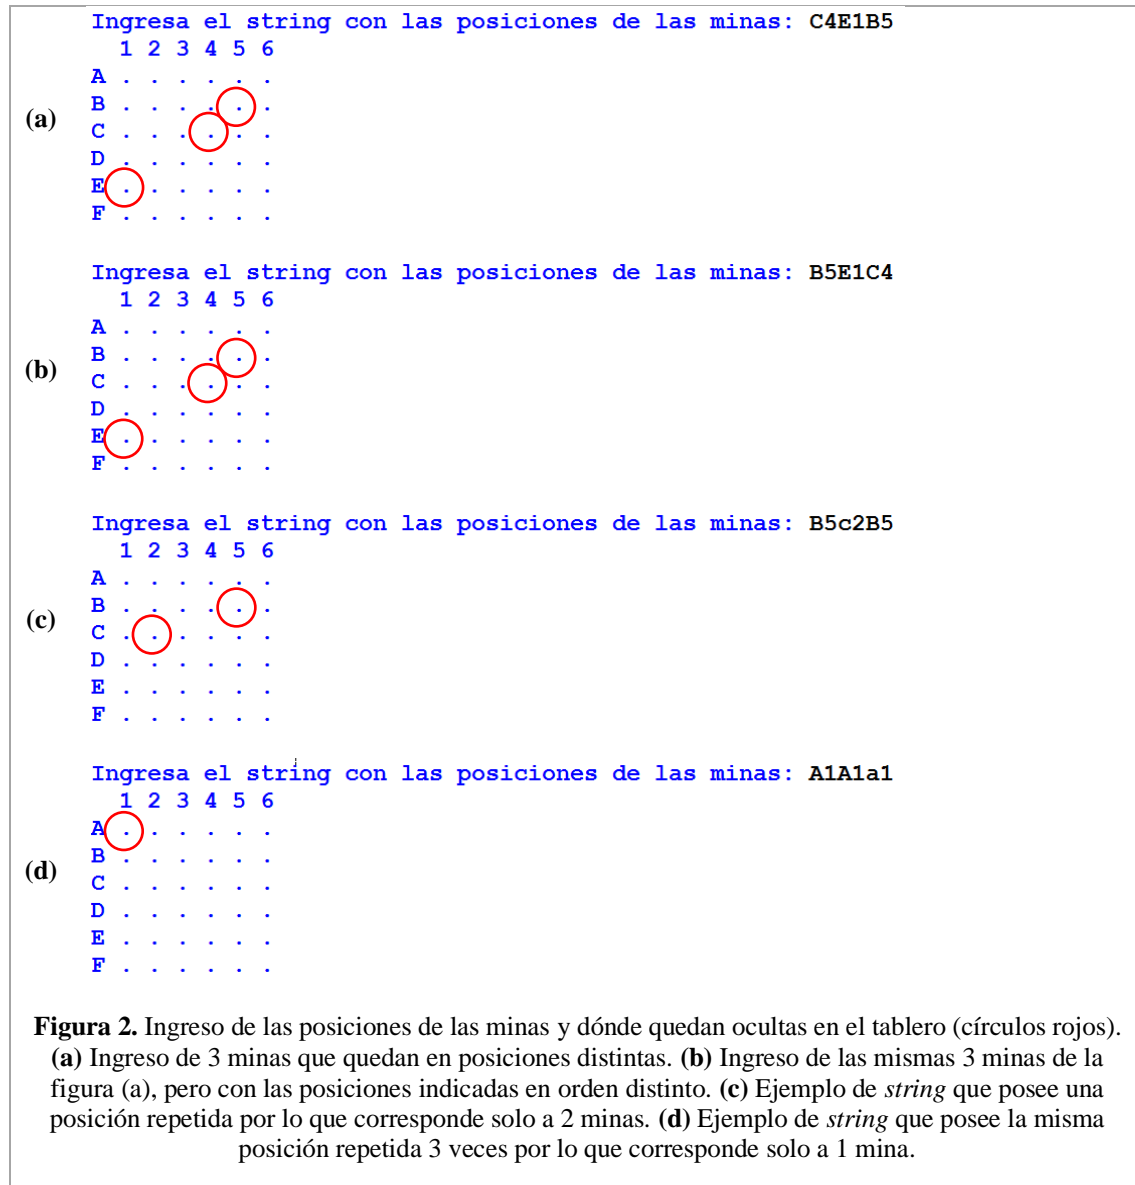 Ingresa el string con las posiciones de las minas: C4E1B5
1 2 3 4 5 6
A . . . . . .
B . . . . . .
(a)
C . . . . . .
D . . . . . .
E . . . . . .
F . . . . . .
Ingresa el string con las posiciones de las minas: B5E1C4
1 2 3 4 5 6
A . . . . . .
B . . . . . .
(b)
C . . . . . .
D . . . . . .
E . . . . . .
F . . . . . .
Ingresa el string con las posiciones de las minas: B5c2B5
1 2 3 4 5 6
A . . . . . .
B . . . . . .
(c)
C . . . . . .
D . . . . . .
E . . . . . .
F . . . . . .
Ingresa el string con las posiciones de las minas: A1A1a1
1 2 3 4 5 6
A . . . . . .
B . . . . . .
(d)
C . . . . . .
D . . . . . .
E . . . . . .
F . . . . . .
Figura 2. Ingreso de las posiciones de las minas y dónde quedan ocultas en el tablero (círculos rojos).
(a) Ingreso de 3 minas que quedan en posiciones distintas. (b) Ingreso de las mismas 3 minas de la
figura (a), pero con las posiciones indicadas en orden distinto. (c) Ejemplo de string que posee una
posición repetida por lo que corresponde solo a 2 minas. (d) Ejemplo de string que posee la misma
posición repetida 3 veces por lo que corresponde solo a 1 mina.